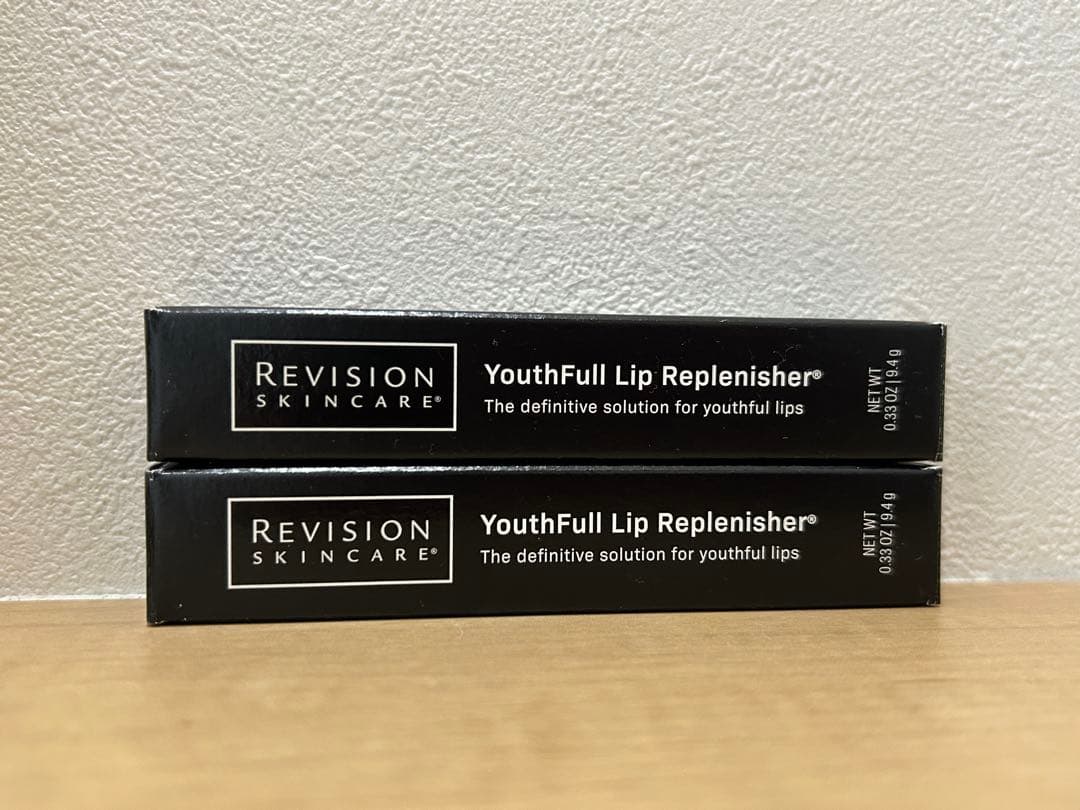 REVISION
SKINCARE®
YouthFull Lip Replenisher®
The definitive solution for youthful lips
NET WT
0.33 OZ | 9.4 g
REVISION
SKINCARE®
YouthFull Lip Replenisher®
The definitive solution for youthful lips
NET WT
0.33 OZ | 9.4 g